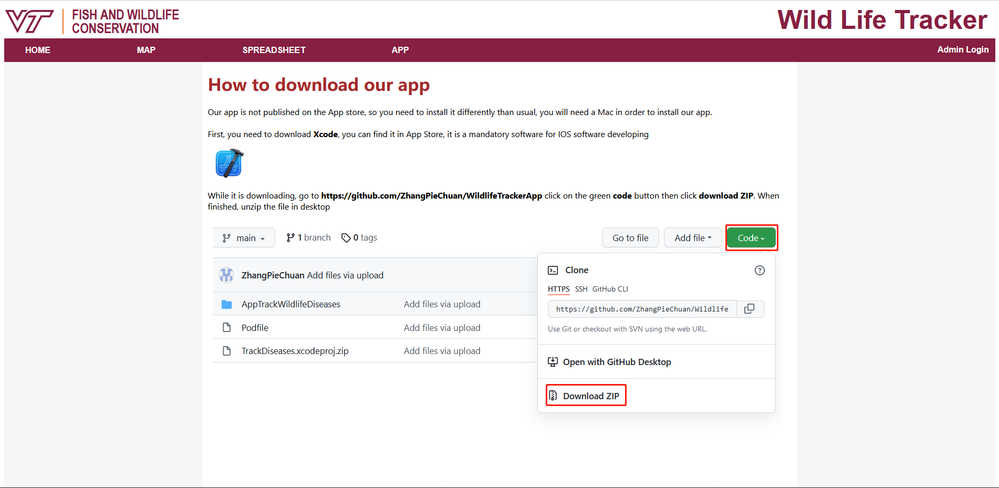 VT
FISH AND WILDLIFE
CONSERVATION
Wild Life Tracker
HOME
MAP
SPREADSHEET
APP
Admin Login
How to download our app
Our app is not published on the App store, so you need to install it differently than usual, you will need a Mac in order to install our app.
First, you need to download Xcode, you can find it in App Store, it is a mandatory software for IOS software developing
While it is downloading, go to https://github.com/ZhangPieChuan/WildlifeTrackerApp click on the green code button then click download ZIP. When
finished, unzip the file in desktop
main
1 branch
0 tags
Go to file
Add file
Code
ZhangPieChuan Add files via upload
AppTrackWildlifeDiseases Add files via upload
Podfile Add files via upload
TrackDiseases.xcodeproj.zip Add files via upload
Clone
HTTPS SSH GitHub CLI
https://github.com/ZhangPieChuan/Wildlife
Use Git or checkout with SVN using the web URL.
Open with GitHub Desktop
Download ZIP